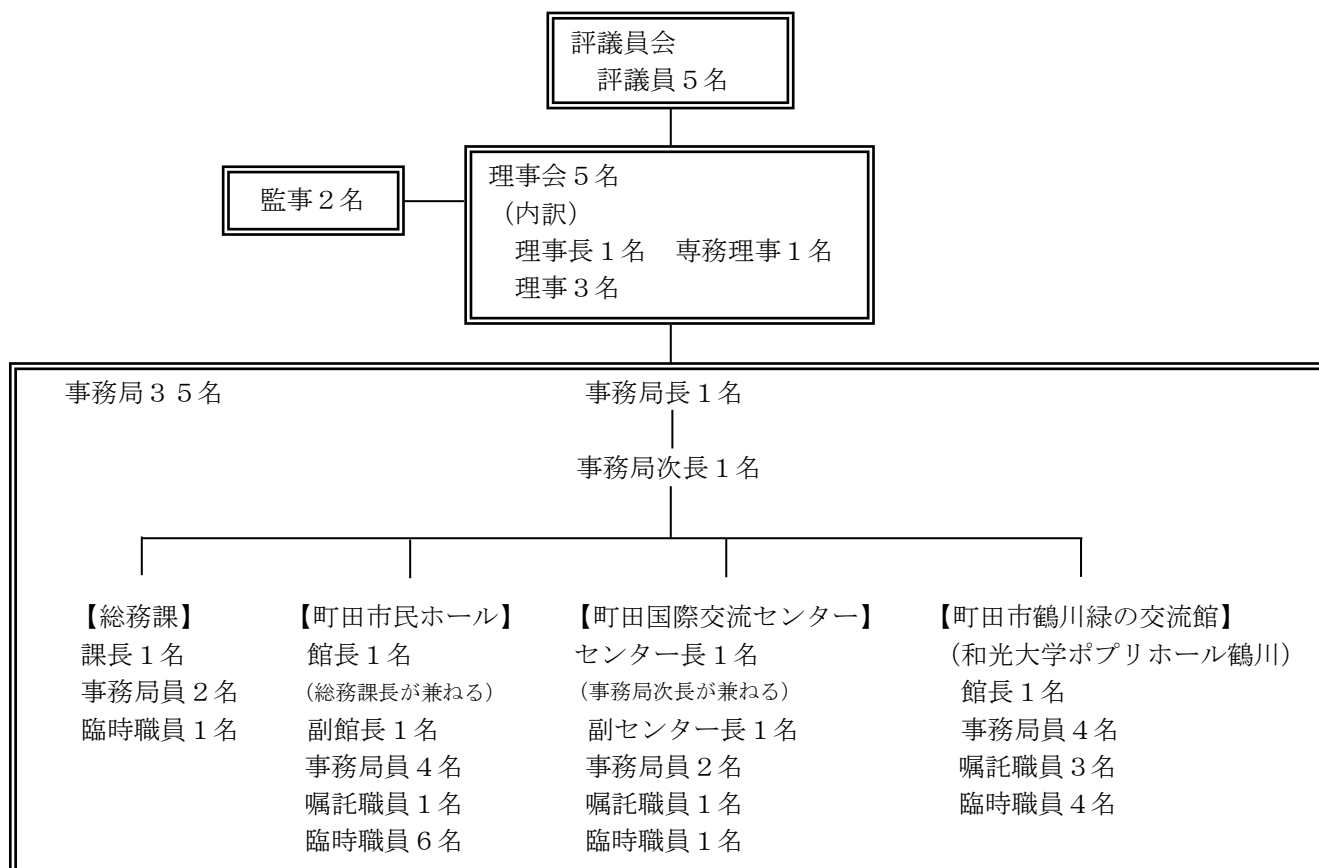 評議員会
評議員５名
監事２名
理事会５名
（内訳）
理事長１名　専務理事１名
理事３名
事務局３５名
事務局長１名
事務局次長１名
【総務課】
課長１名
事務局員２名
臨時職員１名
【町田市民ホール】
館長１名
（総務課長が兼ねる）
副館長１名
事務局員４名
嘱託職員１名
臨時職員６名
【町田国際交流センター】
センター長１名
（事務局次長が兼ねる）
副センター長１名
事務局員２名
嘱託職員１名
臨時職員１名
【町田市鶴川緑の交流館】
（和光大学ポプリホール鶴川）
館長１名
事務局員４名
嘱託職員３名
臨時職員４名